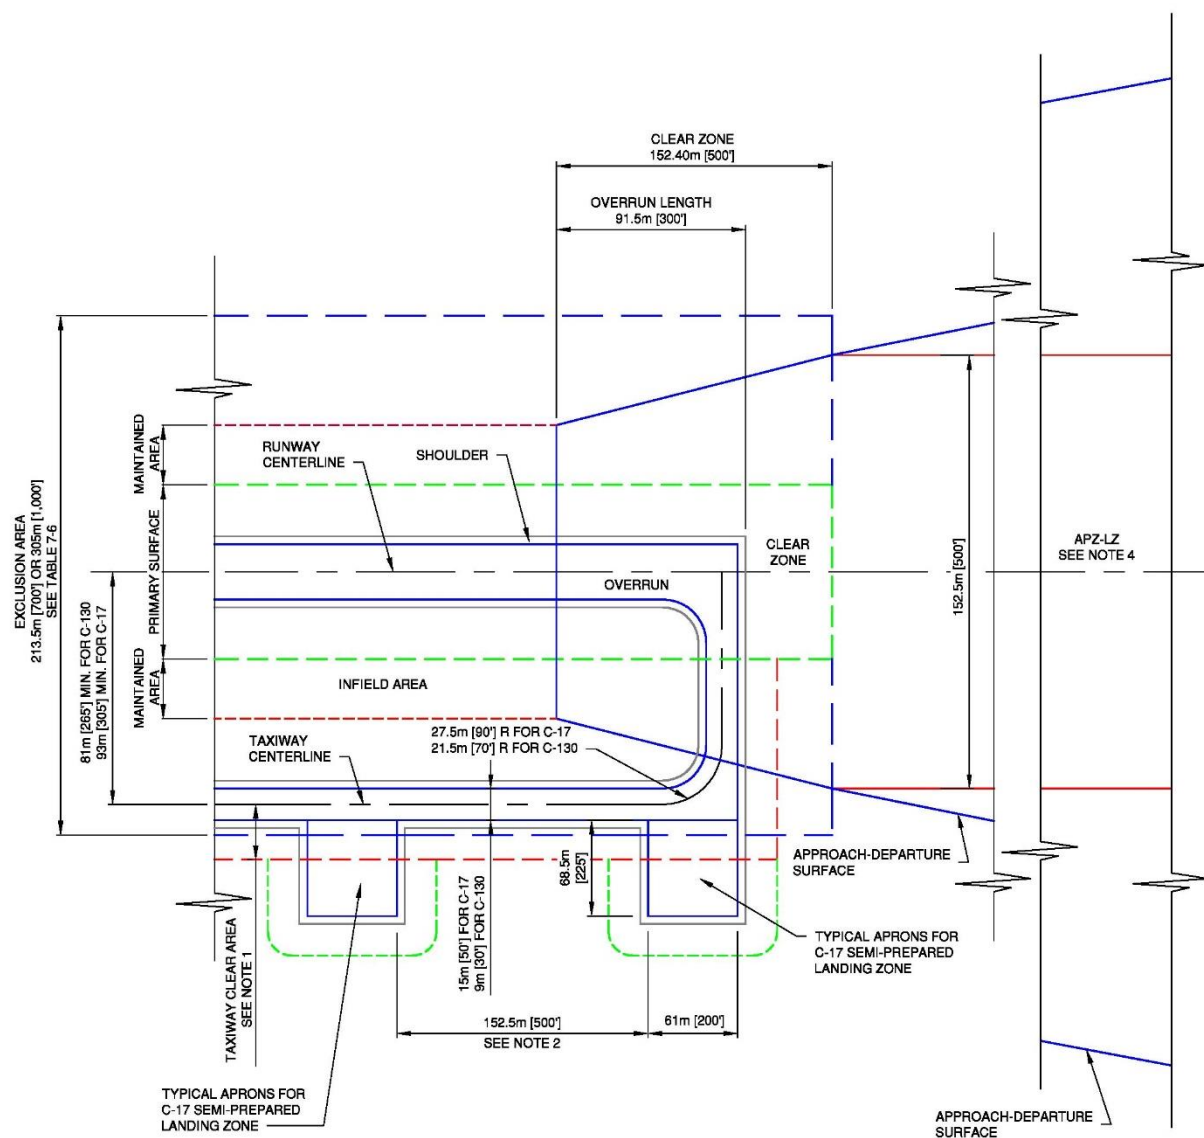 CLEAR ZONE
152.40m [500']
OVERRUN LENGTH
91.5m [300']
EXCLUSION AREA
213.5m [700'] OR 305m [1,000']
SEE TABLE 7-6
81m [265'] MIN. FOR C-130
93m [305'] MIN. FOR C-17
MAINTAINED
AREA
PRIMARY SURFACE
MAINTAINED
AREA
RUNWAY
CENTERLINE
SHOULDER
CLEAR
ZONE
OVERRUN
152.5m [500']
APZ-LZ
SEE NOTE 4
INFIELD AREA
TAXIWAY
CENTERLINE
27.5m [90'] R FOR C-17
21.5m [70'] R FOR C-130
TAXIWAY CLEAR AREA
SEE NOTE 1
15m [50'] FOR C-17
9m [30'] FOR C-130
68.5m
[225']
APPROACH-DEPARTURE
SURFACE
TYPICAL APRONS FOR
C-17 SEMI-PREPARED
LANDING ZONE
152.5m [500']
SEE NOTE 2
61m [200']
TYPICAL APRONS FOR
C-17 SEMI-PREPARED
LANDING ZONE
APPROACH-DEPARTURE
SURFACE